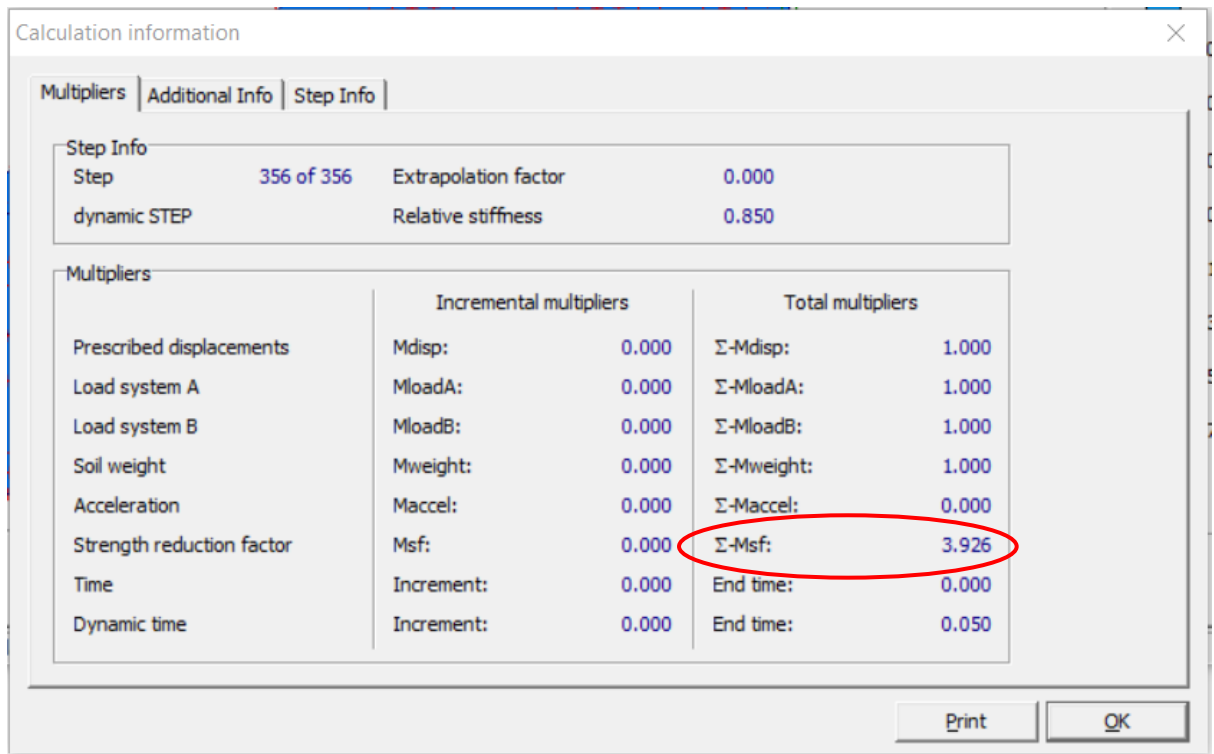 Calculation information
Multipliers Additional Info Step Info
Step Info
Step 356 of 356 Extrapolation factor 0.000
dynamic STEP Relative stiffness 0.850
Multipliers
Incremental multipliers Total multipliers
Prescribed displacements Mdisp: 0.000 Σ-Mdisp: 1.000
Load system A MloadA: 0.000 Σ-MloadA: 1.000
Load system B MloadB: 0.000 Σ-MloadB: 1.000
Soil weight Mweight: 0.000 Σ-Mweight: 1.000
Acceleration Maccel: 0.000 Σ-Maccel: 0.000
Strength reduction factor Msf: 0.000 Σ-Msf: 3.926
Time Increment: 0.000 End time: 0.000
Dynamic time Increment: 0.000 End time: 0.050
Print OK